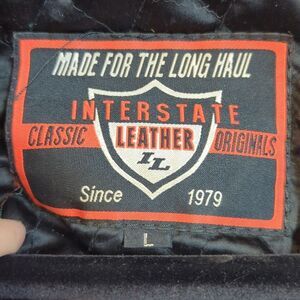 MADE FOR THE LONG HAUL
INTERSTATE
CLASSIC LEATHER ORIGINALS
IL
Since 1979
L